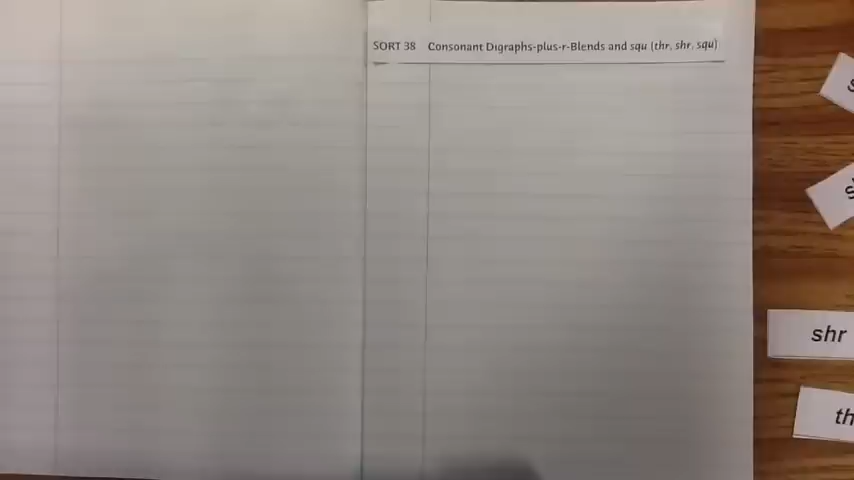 SORT 38 Consonant Digraphs-plus-r-Blends and squ (thr, shr, squ)
shr
th